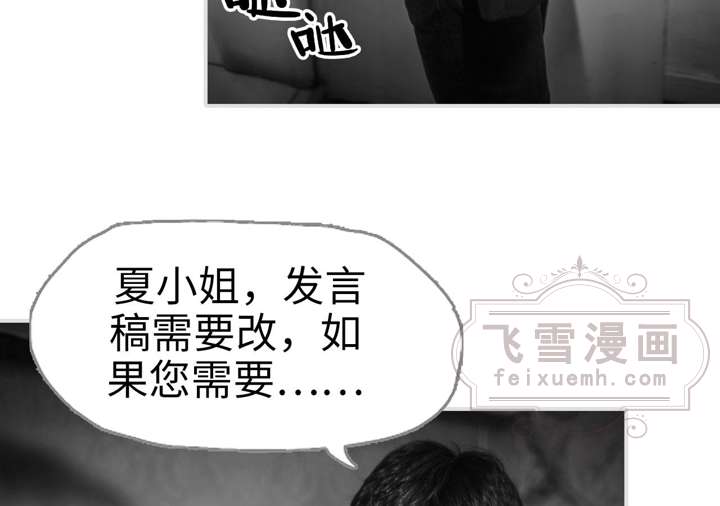 哒、
哒
夏小姐，发言
稿需要改，如
果您需要……
飞雪漫画
feixuemh.com